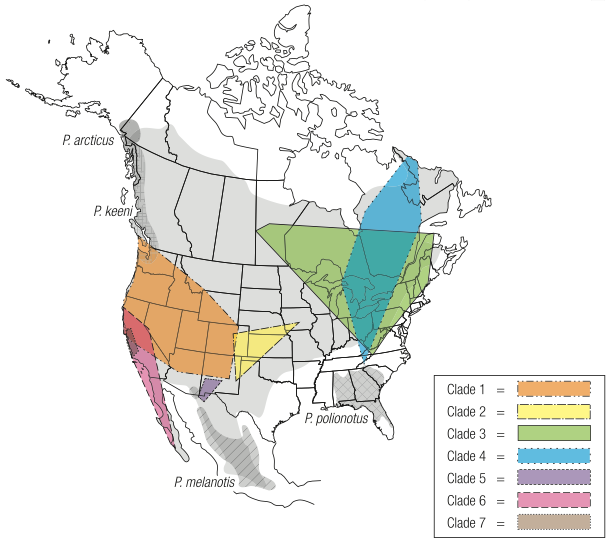 P. arcticus
P. keeni
P. polionotus
P. melanotis
Clade 1 =
Clade 2 =
Clade 3 =
Clade 4 =
Clade 5 =
Clade 6 =
Clade 7 =